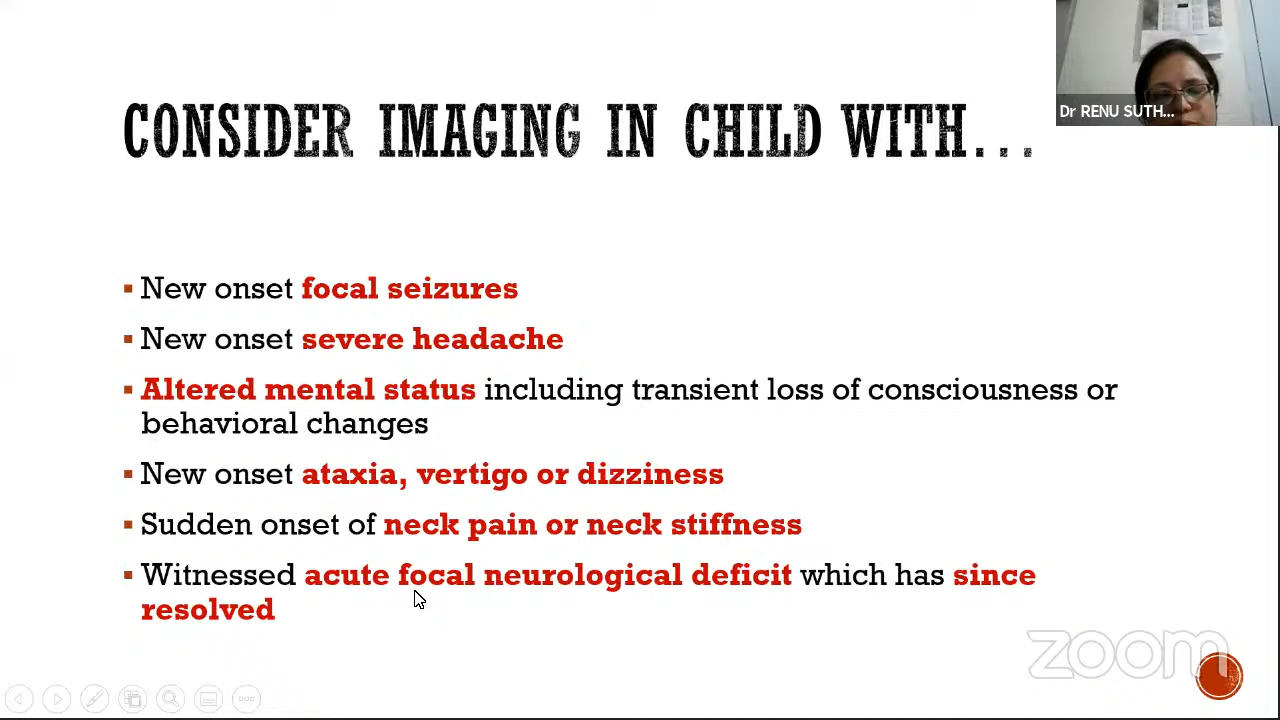 Dr RENU SUTH...
CONSIDER IMAGING IN CHILD WITH...
▪ New onset focal seizures
▪ New onset severe headache
▪ Altered mental status including transient loss of consciousness or
behavioral changes
▪ New onset ataxia, vertigo or dizziness
▪ Sudden onset of neck pain or neck stiffness
▪ Witnessed acute focal neurological deficit which has since
resolved
zoom